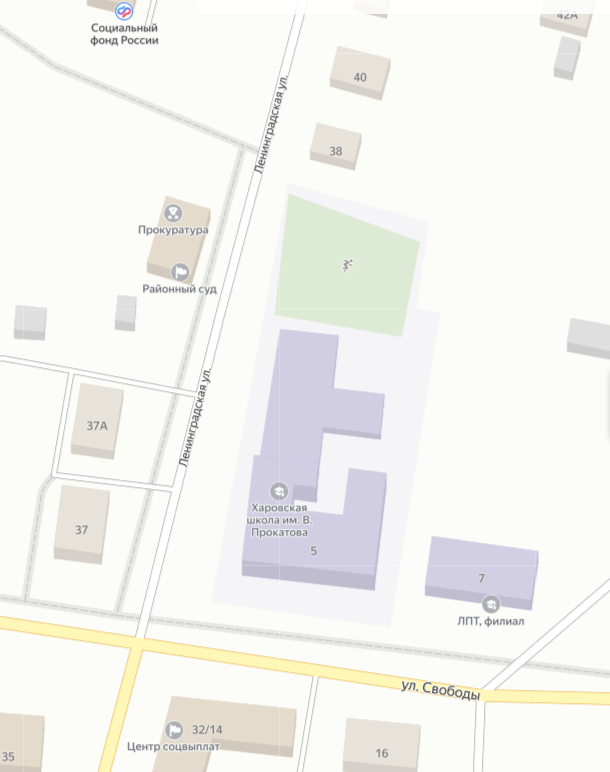 42А
Социальный
фонд России
40
Ленинградская ул.
38
Прокуратура
Районный суд
Ленинградская ул.
37А
Харовская
школа им. В.
Прокатова
37
5
7
ЛПТ, филиал
ул. Свободы
32/14
Центр соцвыплат
16
35